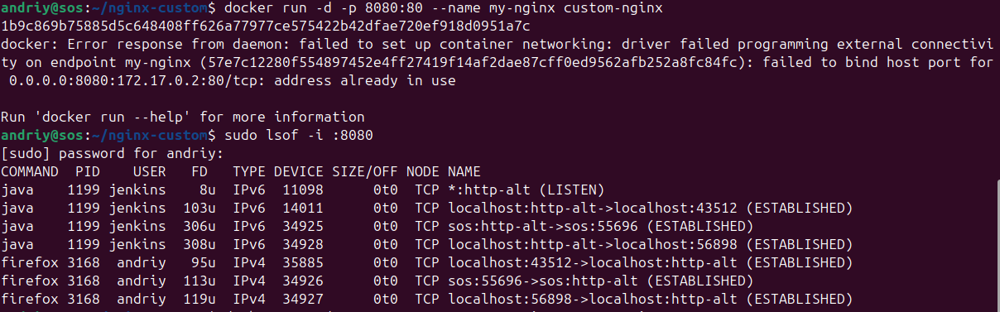 andriy@sos:~/nginx-custom$ docker run -d -p 8080:80 --name my-nginx custom-nginx
1b9c869b75885d5c648408ff626a77977ce575422b42dfae720ef918d0951a7c
docker: Error response from daemon: failed to set up container networking: driver failed programming external connectivi
ty on endpoint my-nginx (57e7c12280f554897452e4ff27419f14af2dae87cff0ed9562afb252a8fc84fc): failed to bind host port for
 0.0.0.0:8080:172.17.0.2:80/tcp: address already in use
Run 'docker run --help' for more information
andriy@sos:~/nginx-custom$ sudo lsof -i :8080
[sudo] password for andriy:
COMMAND  PID    USER   FD   TYPE DEVICE SIZE/OFF NODE NAME
java    1199 jenkins    8u  IPv6  11098      0t0  TCP *:http-alt (LISTEN)
java    1199 jenkins  103u  IPv6  14011      0t0  TCP localhost:http-alt->localhost:43512 (ESTABLISHED)
java    1199 jenkins  306u  IPv6  34925      0t0  TCP sos:http-alt->sos:55696 (ESTABLISHED)
java    1199 jenkins  308u  IPv6  34928      0t0  TCP localhost:http-alt->localhost:56898 (ESTABLISHED)
firefox 3168  andriy   95u  IPv4  35885      0t0  TCP localhost:43512->localhost:http-alt (ESTABLISHED)
firefox 3168  andriy  113u  IPv4  34926      0t0  TCP sos:55696->sos:http-alt (ESTABLISHED)
firefox 3168  andriy  119u  IPv4  34927      0t0  TCP localhost:56898->localhost:http-alt (ESTABLISHED)